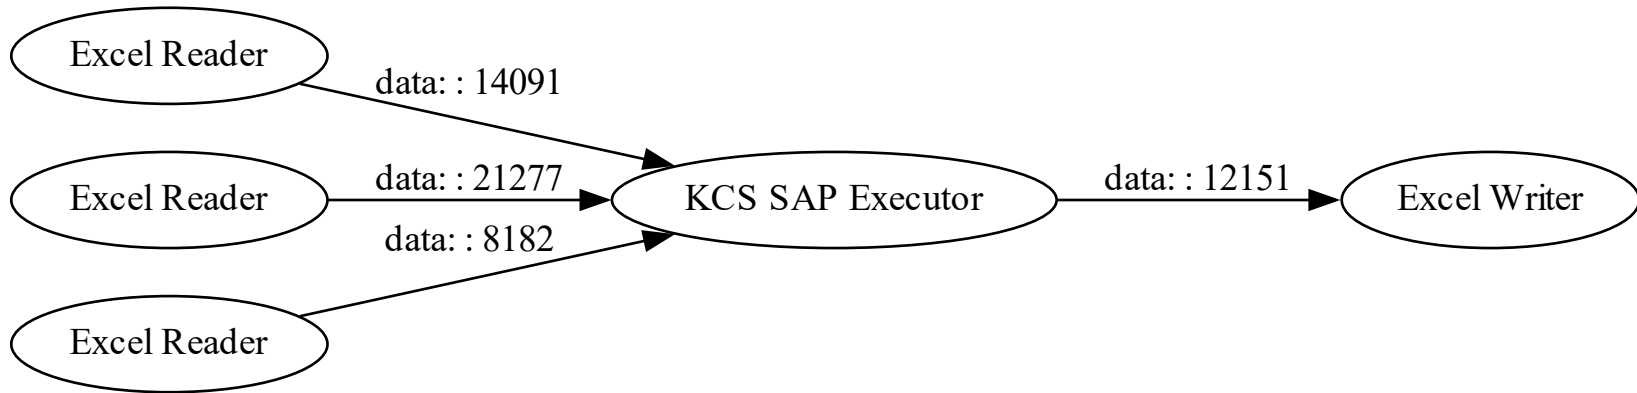 Excel Reader
data: : 14091
Excel Reader
data: : 21277
KCS SAP Executor
data: : 12151
Excel Writer
data: : 8182
Excel Reader